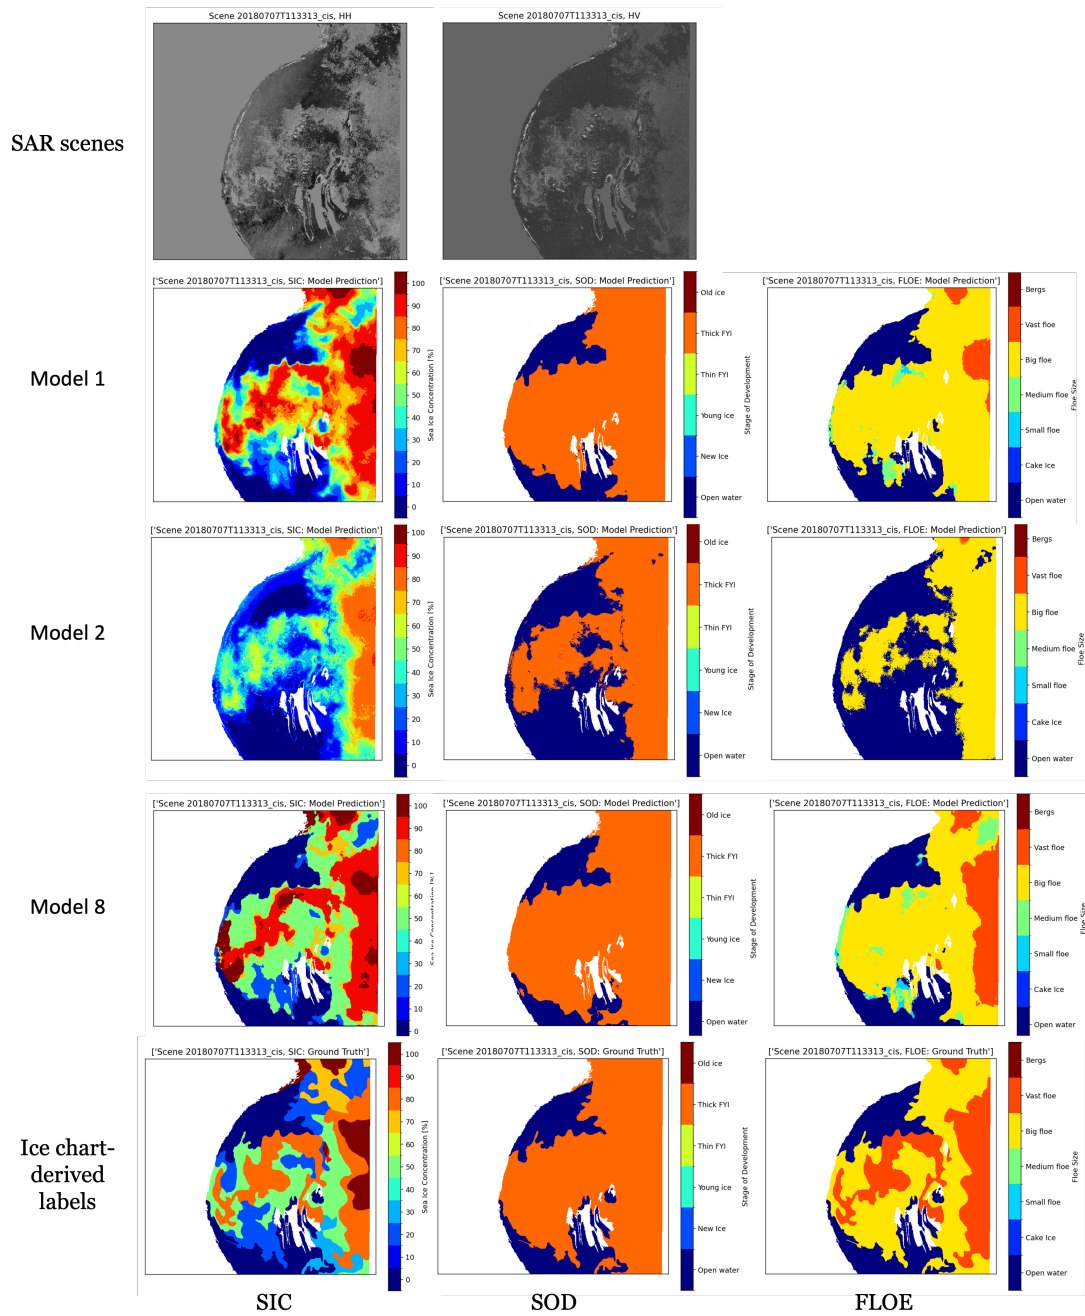 Scene 20180707T113313_cis, HH
Scene 20180707T113313_cis, HV
SAR scenes
['Scene 20180707T113313_cis, SIC: Model Prediction']
['Scene 20180707T113313_cis, SOD: Model Prediction']
['Scene 20180707T113313_cis, FLOE: Model Prediction']
Model 1
100
90
80
70
60
50
40
30
20
10
0
Sea Ice Concentration [%]
Old ice
Thick FYI
Thin FYI
Young ice
New Ice
Open water
Stage of Development
Bergs
Vast floe
Big floe
Medium floe
Small floe
Cake Ice
Open water
Floe Size
['Scene 20180707T113313_cis, SIC: Model Prediction']
['Scene 20180707T113313_cis, SOD: Model Prediction']
['Scene 20180707T113313_cis, FLOE: Model Prediction']
Model 2
100
90
80
70
60
50
40
30
20
10
0
Sea Ice Concentration [%]
Old ice
Thick FYI
Thin FYI
Young ice
New Ice
Open water
Stage of Development
Bergs
Vast floe
Big floe
Medium floe
Small floe
Cake Ice
Open water
Floe Size
['Scene 20180707T113313_cis, SIC: Model Prediction']
['Scene 20180707T113313_cis, SOD: Model Prediction']
['Scene 20180707T113313_cis, FLOE: Model Prediction']
Model 8
100
90
80
70
60
50
40
30
20
10
0
Old ice
Thick FYI
Thin FYI
Young ice
New Ice
Open water
Stage of Development
Bergs
Vast floe
Big floe
Medium floe
Small floe
Cake Ice
Open water
Floe Size
['Scene 20180707T113313_cis, SIC: Ground Truth']
['Scene 20180707T113313_cis, SOD: Ground Truth']
['Scene 20180707T113313_cis, FLOE: Ground Truth']
Ice chart-
derived
labels
100
90
80
70
60
50
40
30
20
10
0
Sea Ice Concentration [%]
Old ice
Thick FYI
Thin FYI
Young ice
New Ice
Open water
Stage of Development
Bergs
Vast floe
Big floe
Medium floe
Small floe
Cake Ice
Open water
Floe Size
SIC
SOD
FLOE